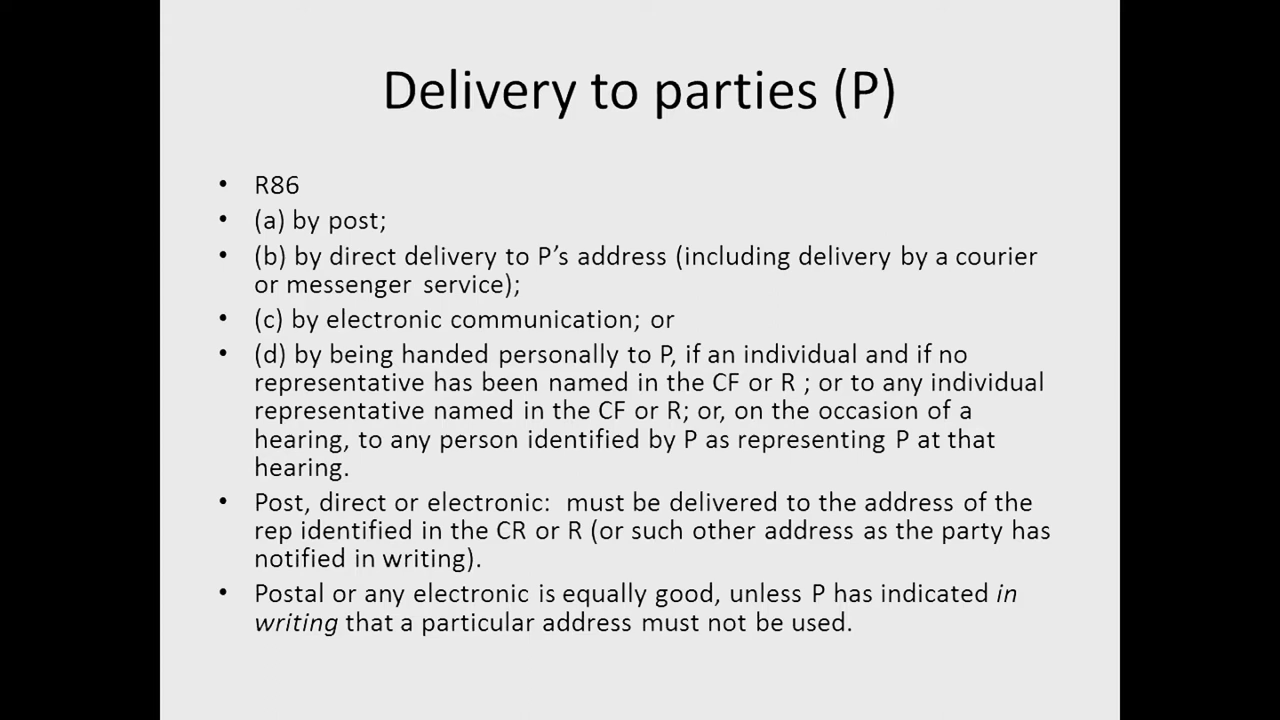 Delivery to parties (P)
• R86
• (a) by post;
• (b) by direct delivery to P’s address (including delivery by a courier
or messenger service);
• (c) by electronic communication; or
• (d) by being handed personally to P, if an individual and if no
representative has been named in the CF or R ; or to any individual
representative named in the CF or R; or, on the occasion of a
hearing, to any person identified by P as representing P at that
hearing.
• Post, direct or electronic:  must be delivered to the address of the
rep identified in the CR or R (or such other address as the party has
notified in writing).
• Postal or any electronic is equally good, unless P has indicated in
writing that a particular address must not be used.